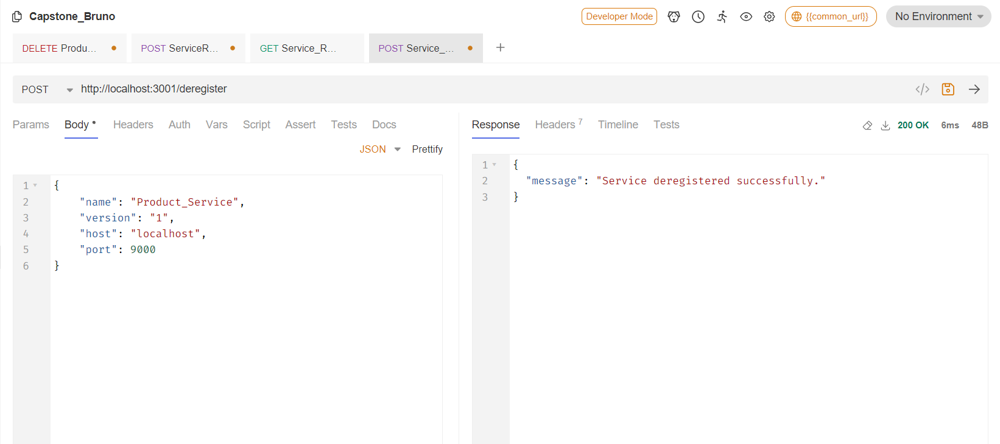 Capstone_Bruno
Developer Mode
{{common_url}}
No Environment
DELETE Produ...
POST ServiceR...
GET Service_R...
POST Service_...
POST http://localhost:3001/deregister
Params Body Headers Auth Vars Script Assert Tests Docs
JSON Prettify
1 {
2 "name": "Product_Service",
3 "version": "1",
4 "host": "localhost",
5 "port": 9000
6 }
Response Headers 7 Timeline Tests
200 OK 6ms 48B
1 {
2 "message": "Service deregistered successfully."
3 }